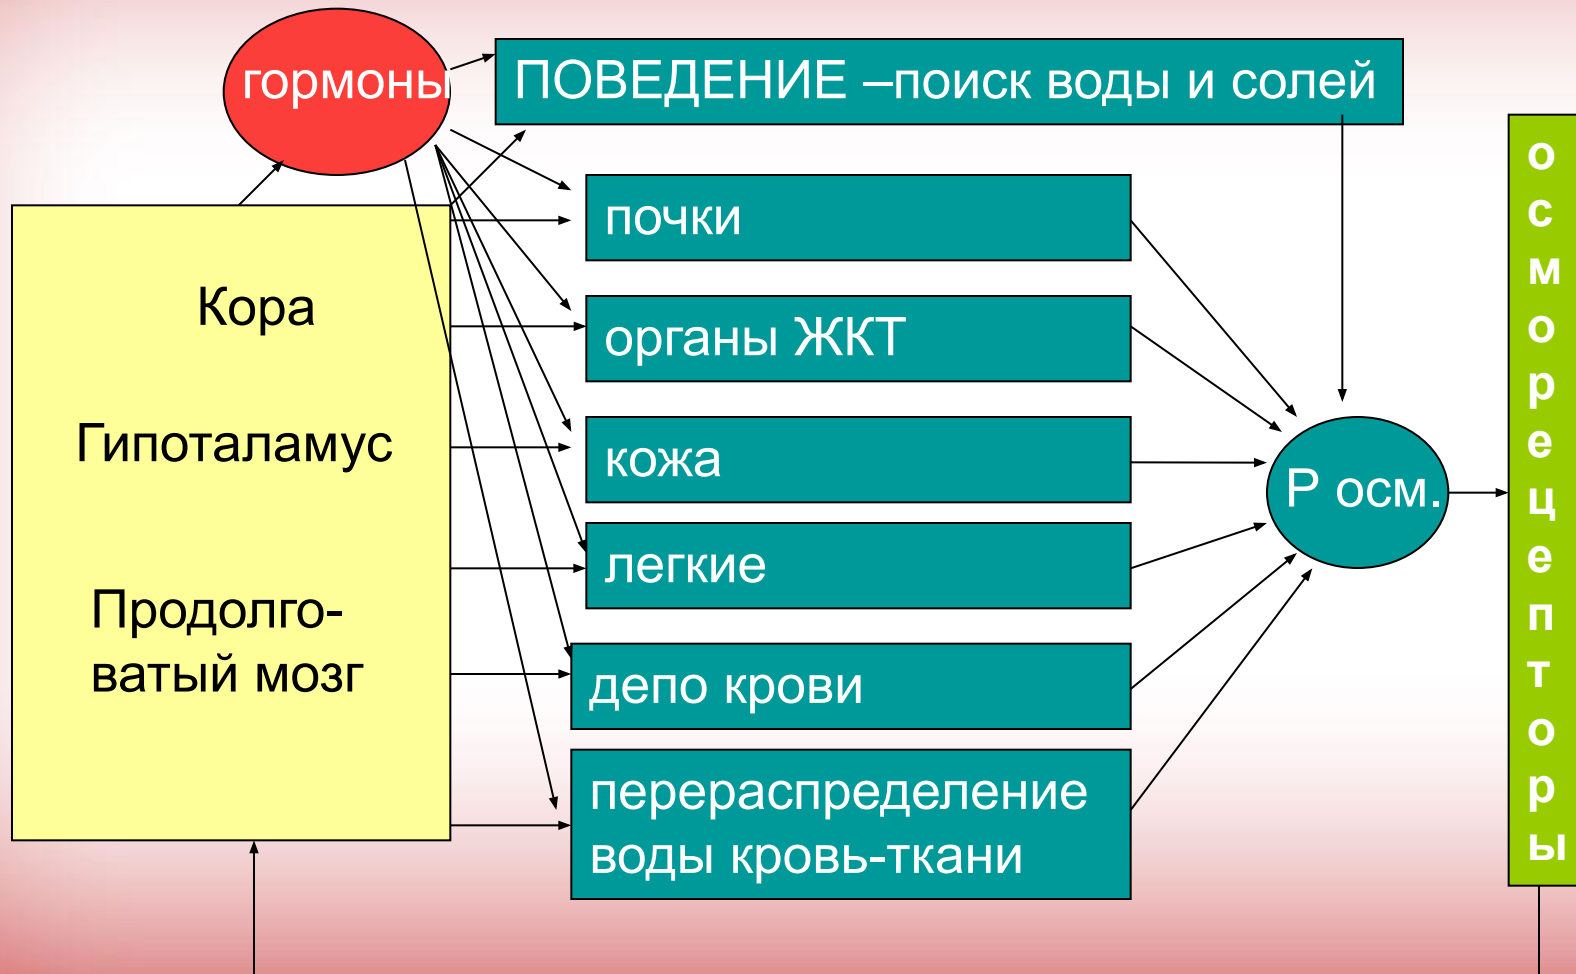 гормоны
ПОВЕДЕНИЕ –поиск воды и солей
Кора
Гипоталамус
Продолго-
ватый мозг
почки
органы ЖКТ
кожа
легкие
депо крови
перераспределение
воды кровь-ткани
Р осм.
о
с
м
о
р
е
ц
е
п
т
о
р
ы